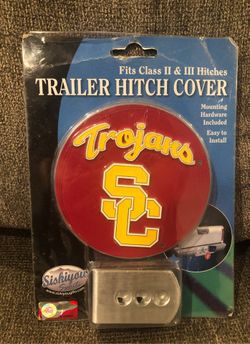 Fits Class II & III Hitches
TRAILER HITCH COVER
Mounting
Hardware
Included
Easy to
Install
Trojans
SC
Siskiyou